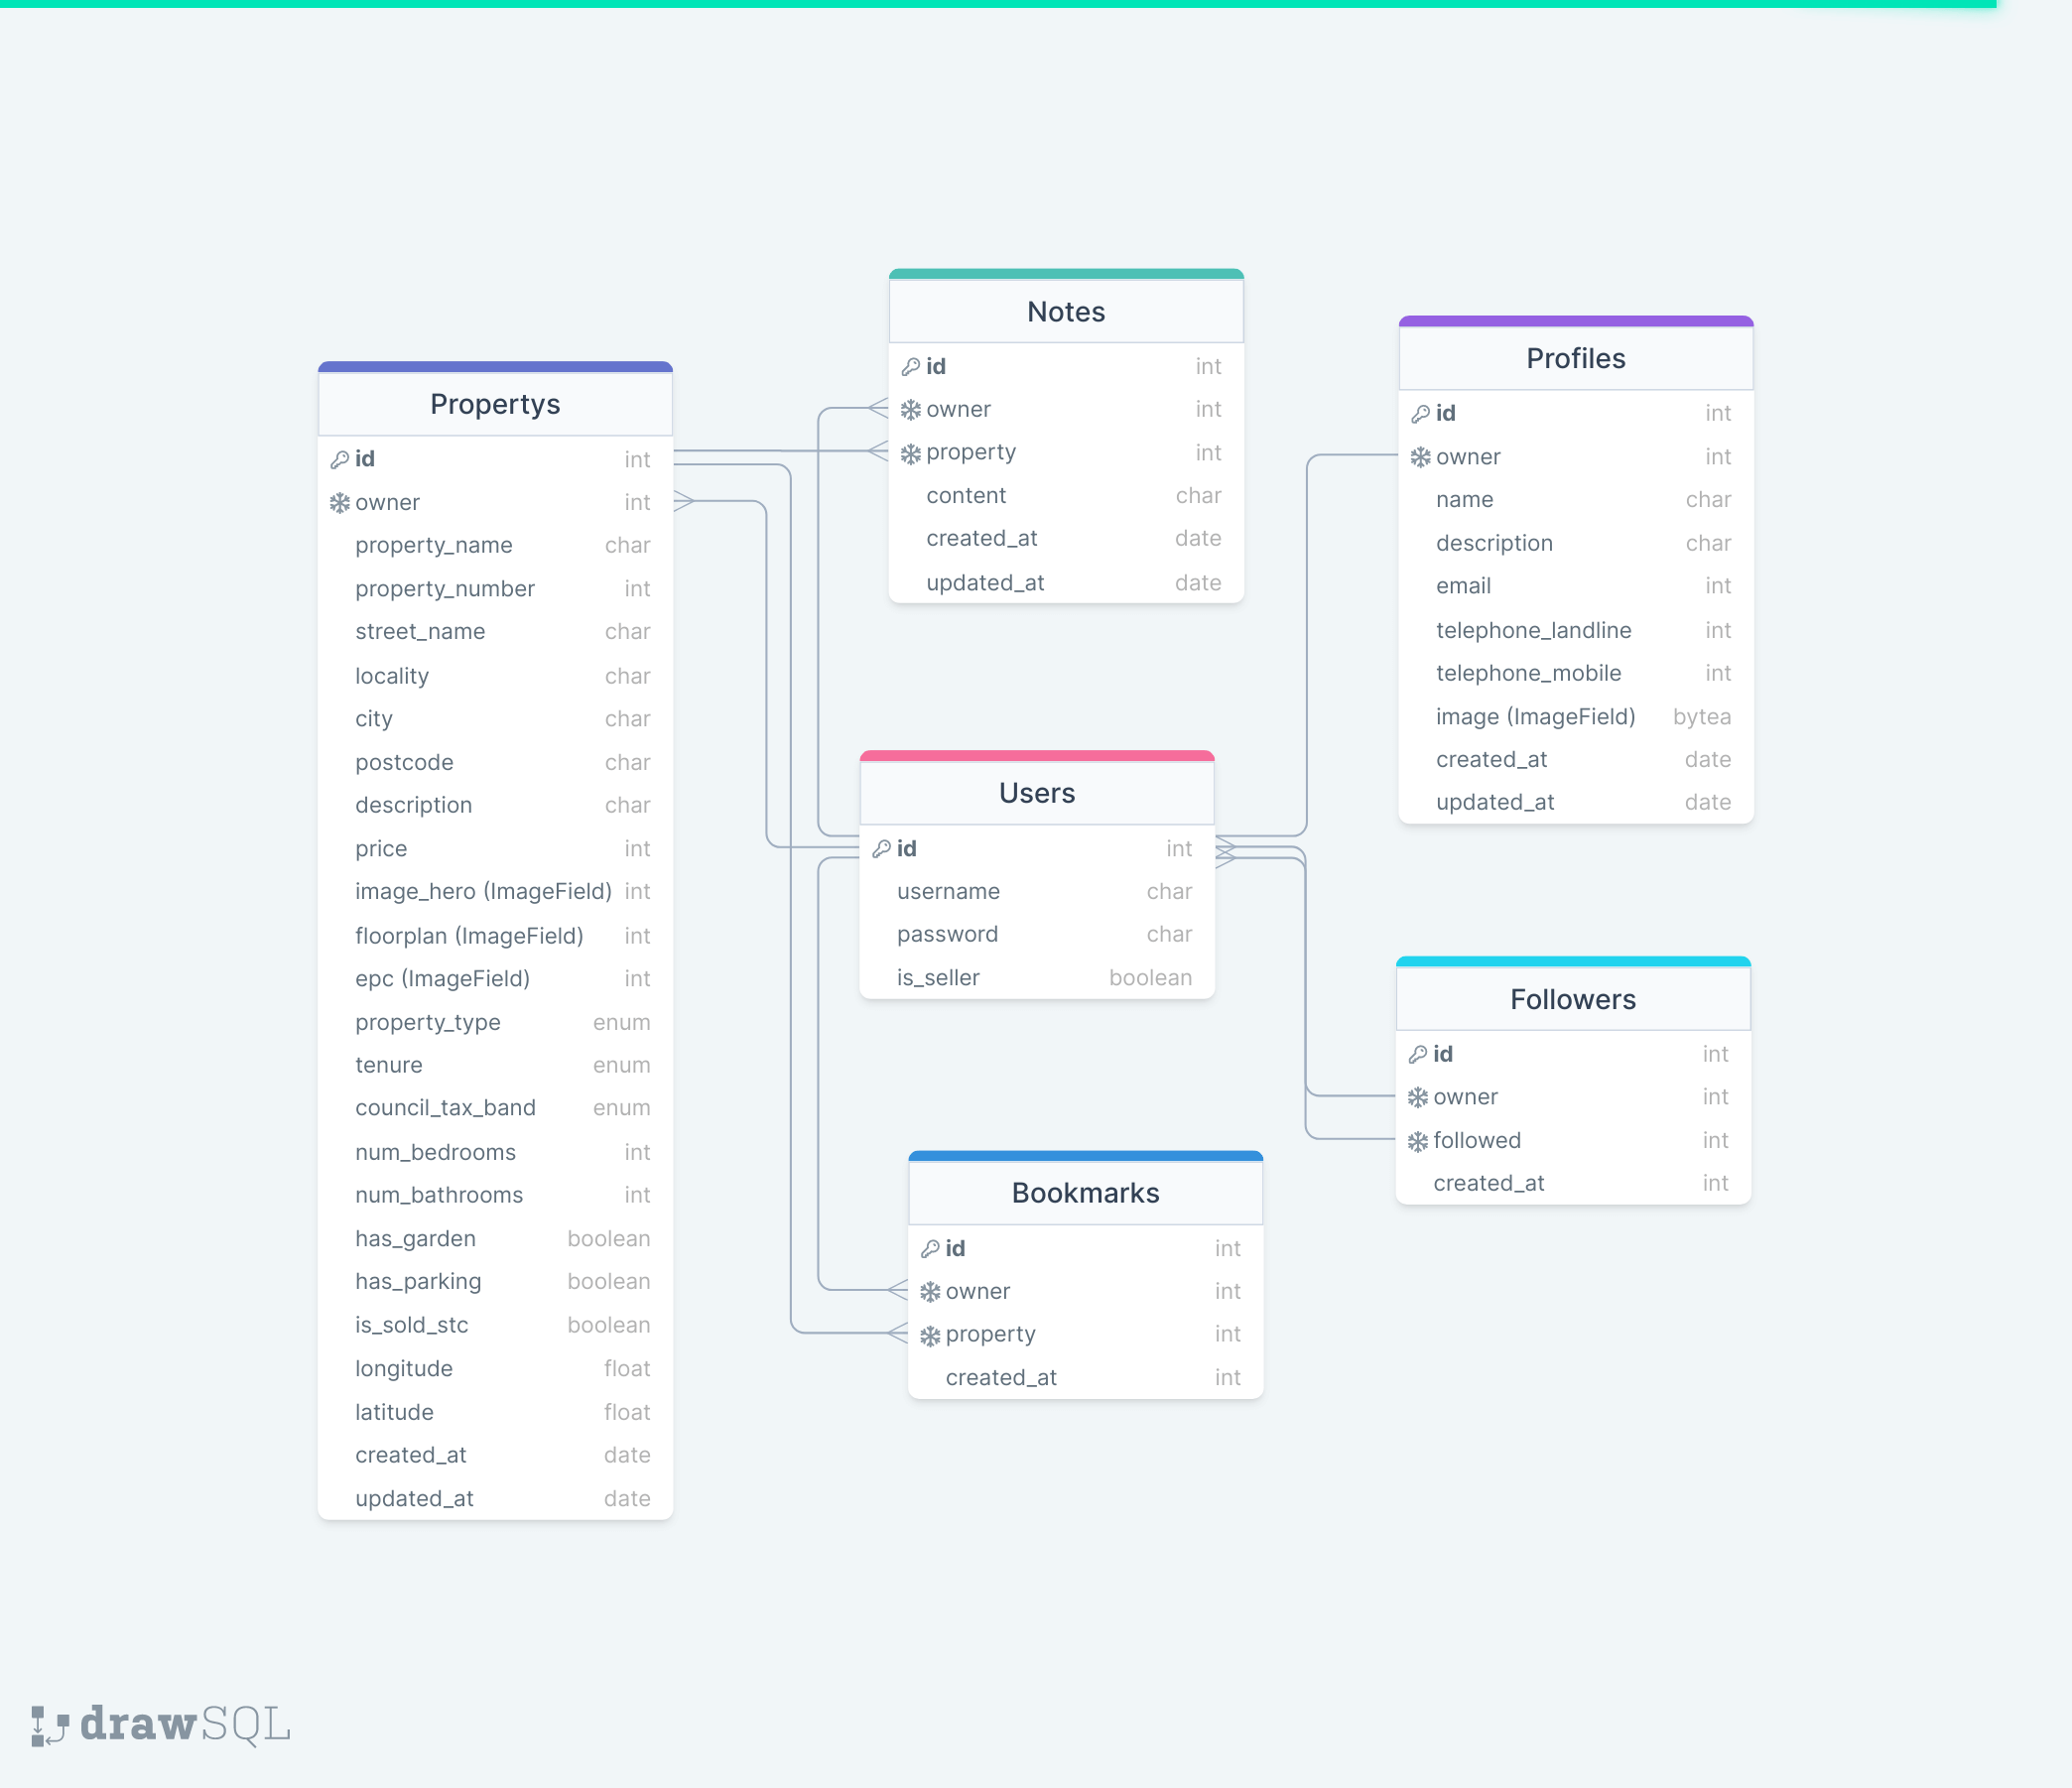 Propertys
id int
owner int
property_name char
property_number int
street_name char
locality char
city char
postcode char
description char
price int
image_hero (ImageField) int
floorplan (ImageField) int
epc (ImageField) int
property_type enum
tenure enum
council_tax_band enum
num_bedrooms int
num_bathrooms int
has_garden boolean
has_parking boolean
is_sold_stc boolean
longitude float
latitude float
created_at date
updated_at date
Notes
id int
owner int
property int
content char
created_at date
updated_at date
Users
id int
username char
password char
is_seller boolean
Bookmarks
id int
owner int
property int
created_at int
Profiles
id int
owner int
name char
description char
email int
telephone_landline int
telephone_mobile int
image (ImageField) bytea
created_at date
updated_at date
Followers
id int
owner int
followed int
created_at int
drawSQL